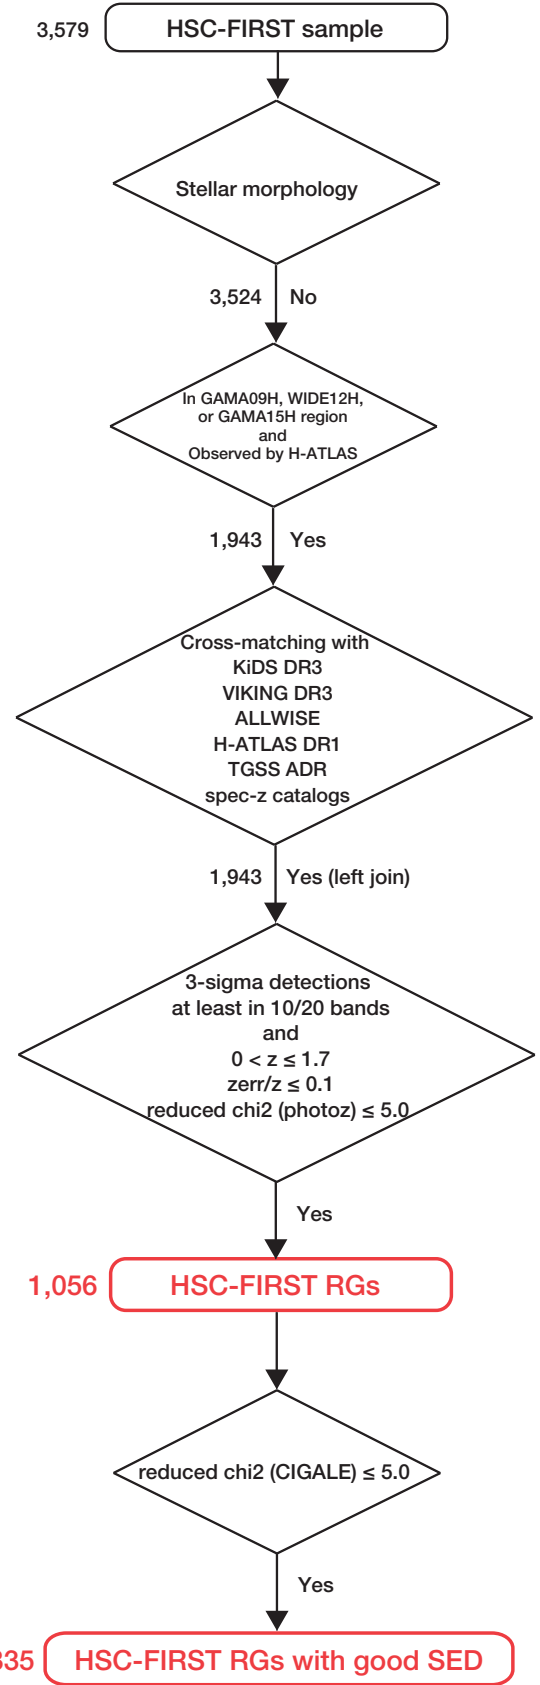 3,579
HSC-FIRST sample
Stellar morphology
3,524 No
In GAMA09H, WIDE12H,
or GAMA15H region
and
Observed by H-ATLAS
1,943 Yes
Cross-matching with
KiDS DR3
VIKING DR3
ALLWISE
H-ATLAS DR1
TGSS ADR
spec-z catalogs
1,943 Yes (left join)
3-sigma detections
at least in 10/20 bands
and
0 < z ≤ 1.7
zerr/z ≤ 0.1
reduced chi2 (photoz) ≤ 5.0
Yes
1,056 HSC-FIRST RGs
reduced chi2 (CIGALE) ≤ 5.0
Yes
HSC-FIRST RGs with good SED